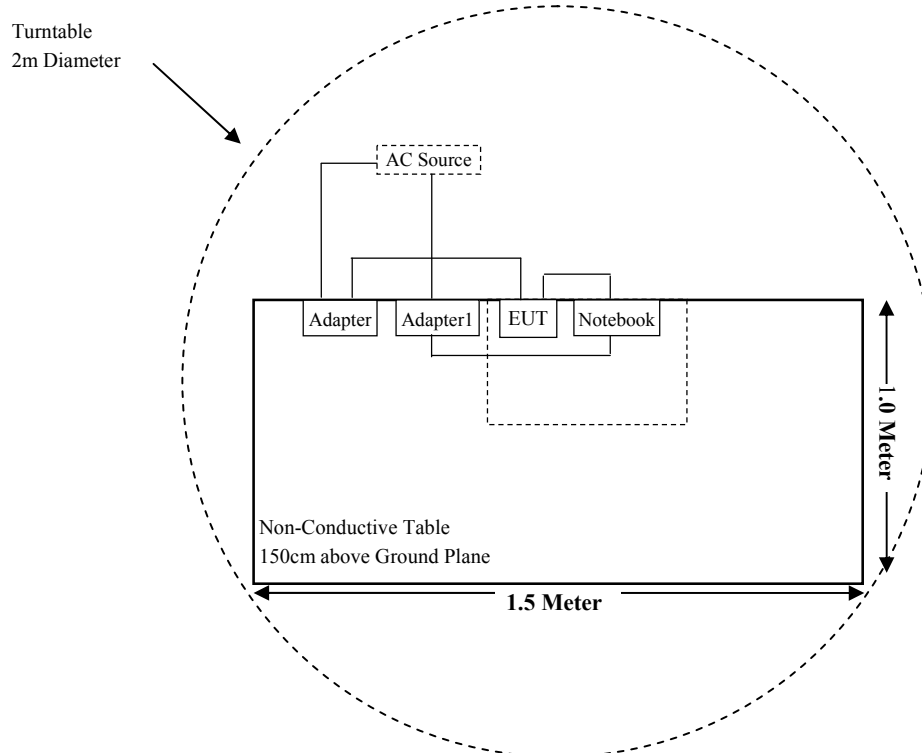 Turntable
2m Diameter
AC Source
Adapter
Adapter1
EUT
Notebook
1.0 Meter
Non-Conductive Table
150cm above Ground Plane
1.5 Meter